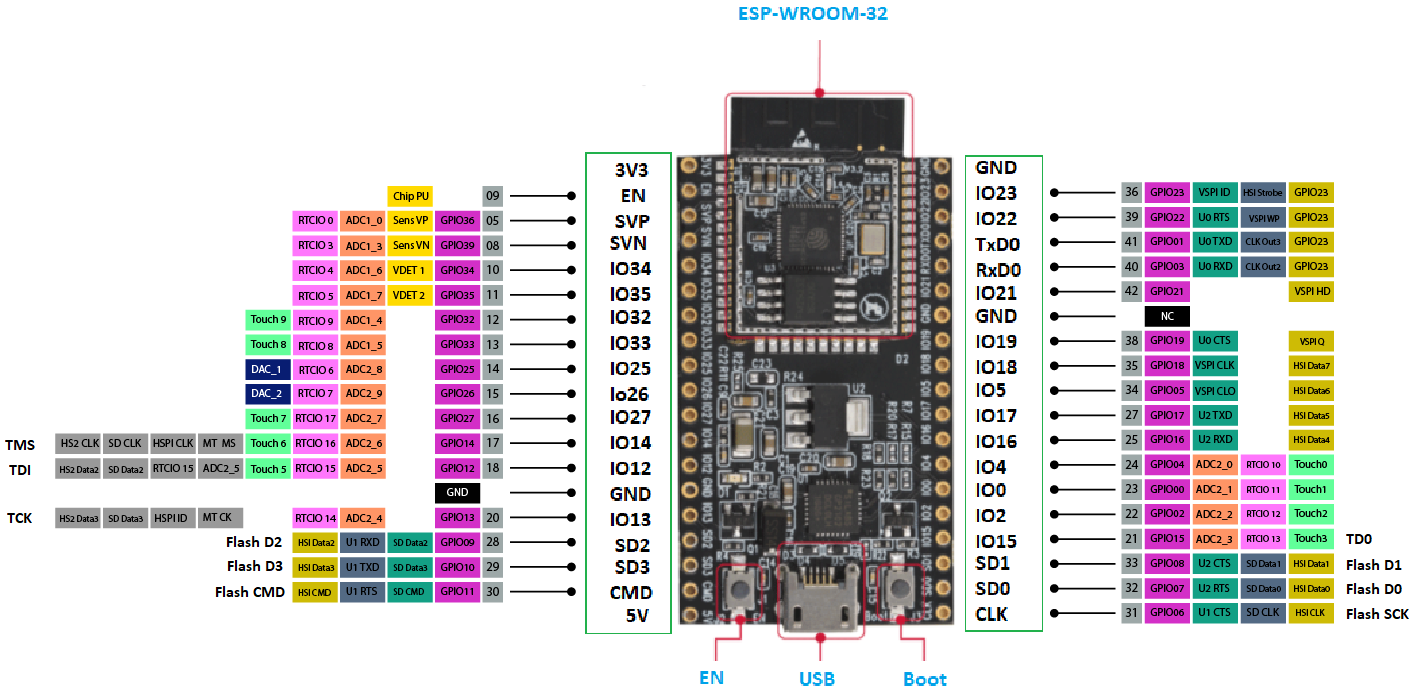 ESP-WROOM-32
3V3
EN 09 Chip PU
RTCIO 0 ADC1_0 Sens VP GPIO36 05 SVP
RTCIO 3 ADC1_3 Sens VN GPIO39 08 SVN
RTCIO 4 ADC1_6 VDET 1 GPIO34 10 IO34
RTCIO 5 ADC1_7 VDET 2 GPIO35 11 IO35
Touch 9 RTCIO 9 ADC1_4 GPIO32 12 IO32
Touch 8 RTCIO 8 ADC1_5 GPIO33 13 IO33
DAC_1 RTCIO 6 ADC2_8 GPIO25 14 IO25
DAC_2 RTCIO 7 ADC2_9 GPIO26 15 Io26
Touch 7 RTCIO 17 ADC2_7 GPIO27 16 IO27
TMS HS2 CLK SD CLK HSPI CLK MT MS Touch 6 RTCIO 16 ADC2_6 GPIO14 17 IO14
TDI HS2 Data2 SD Data2 RTCIO 15 ADC2_5 Touch 5 RTCIO 15 ADC2_5 GPIO12 18 IO12
GND GND
TCK HS2 Data3 SD Data3 HSPI ID MT CK RTCIO 14 ADC2_4 GPIO13 20 IO13
Flash D2 HSI Data2 U1 RXD SD Data2 GPIO09 28 SD2
Flash D3 HSI Data3 U1 TXD SD Data3 GPIO10 29 SD3
Flash CMD HSI CMD U1 RTS SD CMD GPIO11 30 CMD
5V
GND
IO23 36 GPIO23 VSPI ID HSI Strobe GPIO23
IO22 39 GPIO22 U0 RTS VSPI WP GPIO23
TxD0 41 GPIO01 U0 TXD CLK Out3 GPIO23
RxD0 40 GPIO03 U0 RXD CLK Out2 GPIO23
IO21 42 GPIO21 VSPI HD
GND NC
IO19 38 GPIO19 U0 CTS VSPI Q
IO18 35 GPIO18 VSPI CLK HSI Data7
IO5 34 GPIO05 VSPI CLO HSI Data6
IO17 27 GPIO17 U2 TXD HSI Data5
IO16 25 GPIO16 U2 RXD HSI Data4
IO4 24 GPIO04 ADC2_0 RTCIO 10 Touch0
IO0 23 GPIO00 ADC2_1 RTCIO 11 Touch1
IO2 22 GPIO02 ADC2_2 RTCIO 12 Touch2
IO15 21 GPIO15 ADC2_3 RTCIO 13 Touch3 TD0
SD1 33 GPIO08 U2 CTS SD Data1 HSI Data1 Flash D1
SD0 32 GPIO07 U2 RTS SD Data0 HSI Data0 Flash D0
CLK 31 GPIO06 U1 CTS SD CLK HSI CLK Flash SCK
EN USB Boot